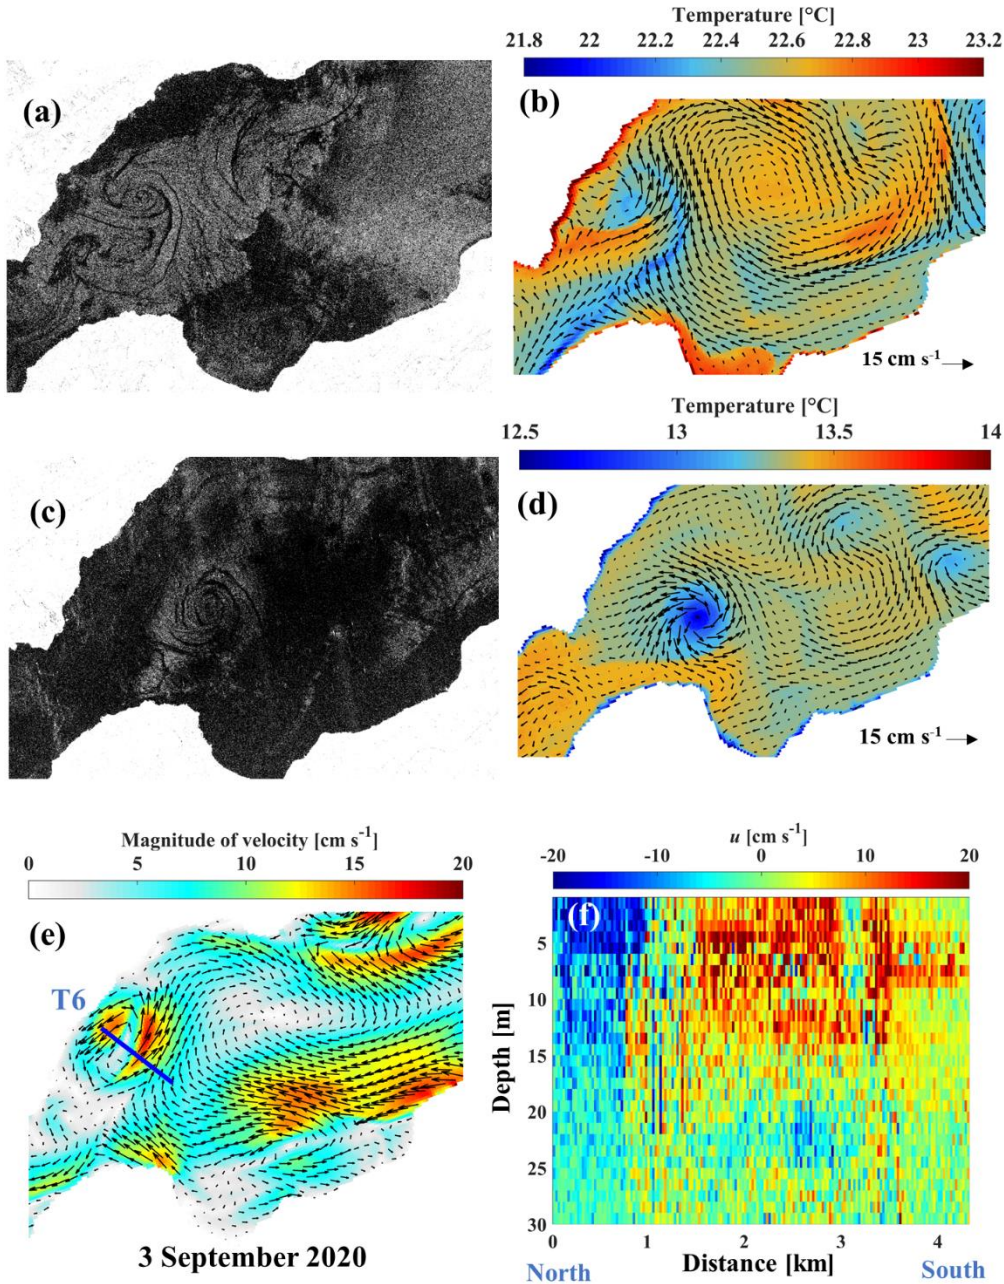 Temperature [°C]
21.8 22 22.2 22.4 22.6 22.8 23 23.2
(a)
(b)
15 cm s-1
Temperature [°C]
12.5 13 13.5 14
(c)
(d)
15 cm s-1
Magnitude of velocity [cm s-1]
0 5 10 15 20
(e)
T6
3 September 2020
u [cm s-1]
-20 -10 0 10 20
(f)
Depth [m]
5
10
15
20
25
30
0 1 2 3 4
Distance [km]
North South